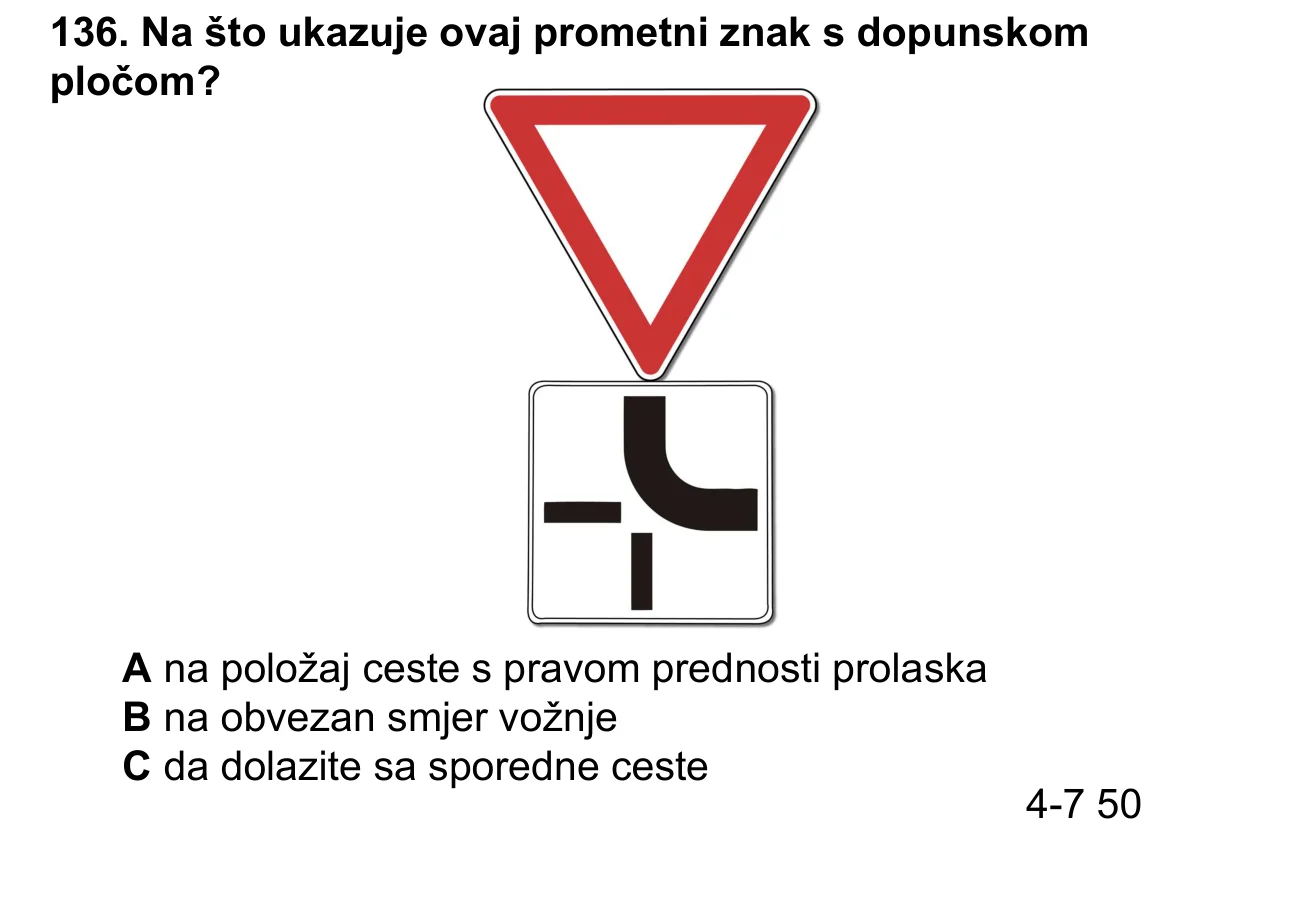 136. Na što ukazuje ovaj prometni znak s dopunskom
pločom?
A na položaj ceste s pravom prednosti prolaska
B na obvezan smjer vožnje
C da dolazite sa sporedne ceste
4-7 50